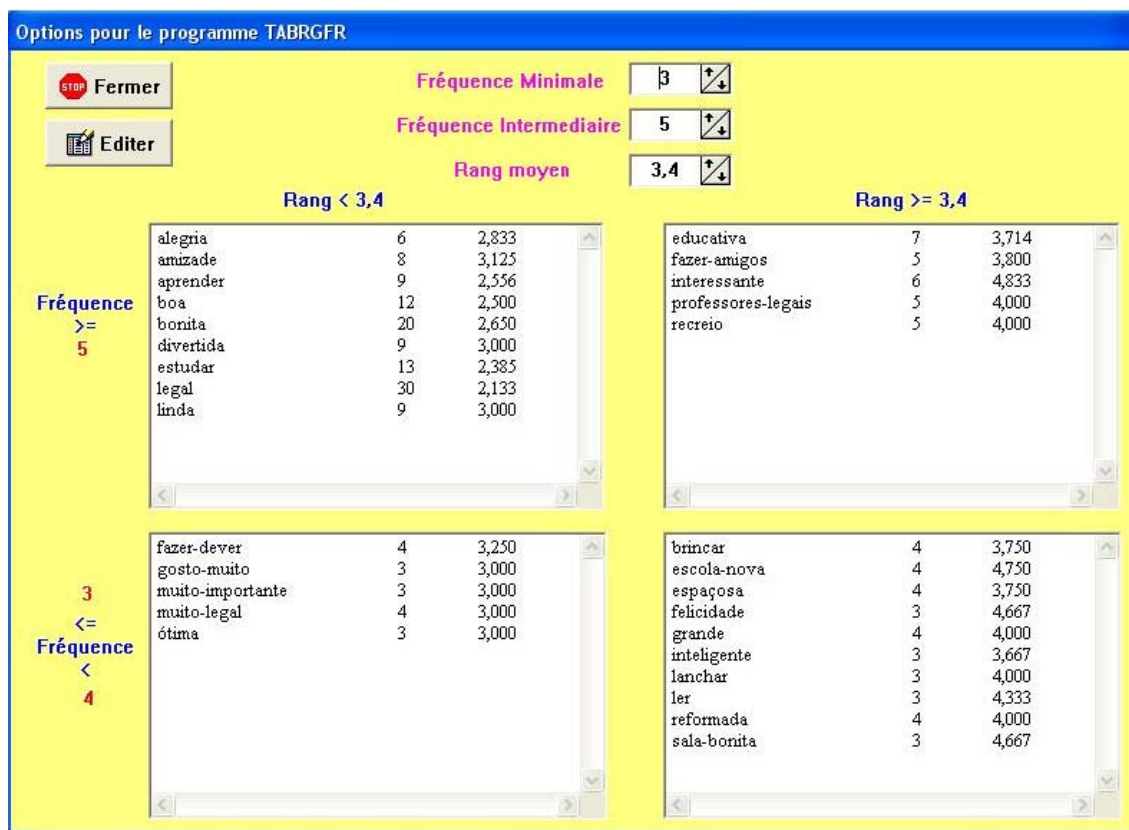 Options pour le programme TABRGFR
STOP Fermer
Editer
Fréquence Minimale 3
Fréquence Intermediaire 5
Rang moyen 3,4
Rang < 3,4
Rang >= 3,4
Fréquence
>=
5
alegria 6 2,833
amizade 8 3,125
aprender 9 2,556
boa 12 2,500
bonita 20 2,650
divertida 9 3,000
estudar 13 2,385
legal 30 2,133
linda 9 3,000
educativa 7 3,714
fazer-amigos 5 3,800
interessante 6 4,833
professores-legais 5 4,000
recreio 5 4,000
3
<=
Fréquence
<
4
fazer-dever 4 3,250
gosto-muito 3 3,000
muito-importante 3 3,000
muito-legal 4 3,000
ótima 3 3,000
brincar 4 3,750
escola-nova 4 4,750
espaçosa 4 3,750
felicidade 3 4,667
grande 4 4,000
inteligente 3 3,667
lanchar 3 4,000
ler 3 4,333
reformada 4 4,000
sala-bonita 3 4,667